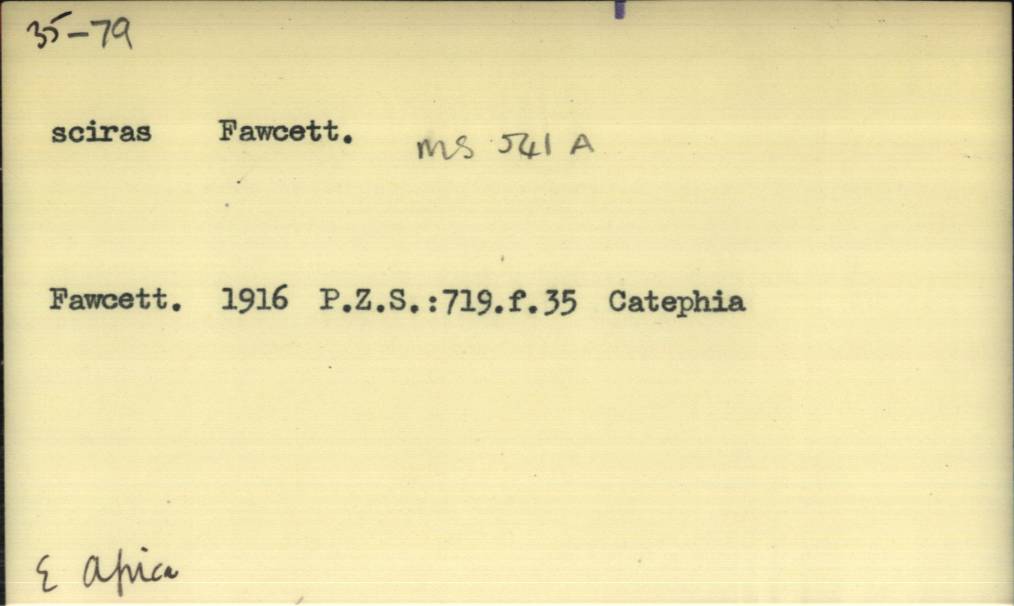 35-79
sciras Fawcett. MS 541 A
Fawcett. 1916 P.Z.S.:719.f.35 Catephia
E Africa